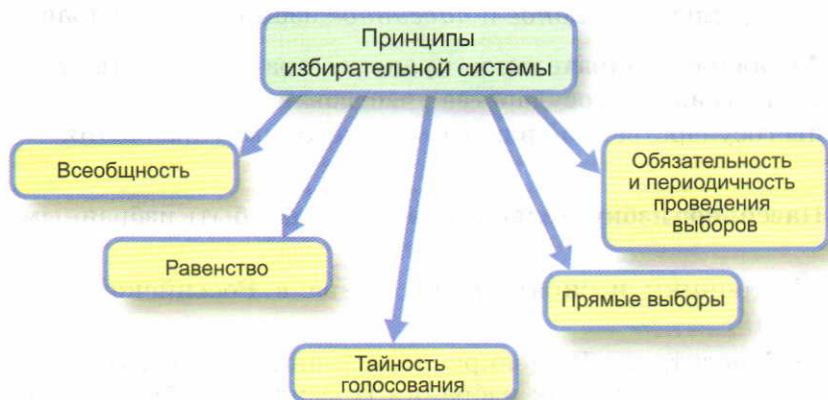 Принципы
избирательной системы
Всеобщность
Равенство
Тайность
голосования
Прямые выборы
Обязательность
и периодичность
проведения
выборов